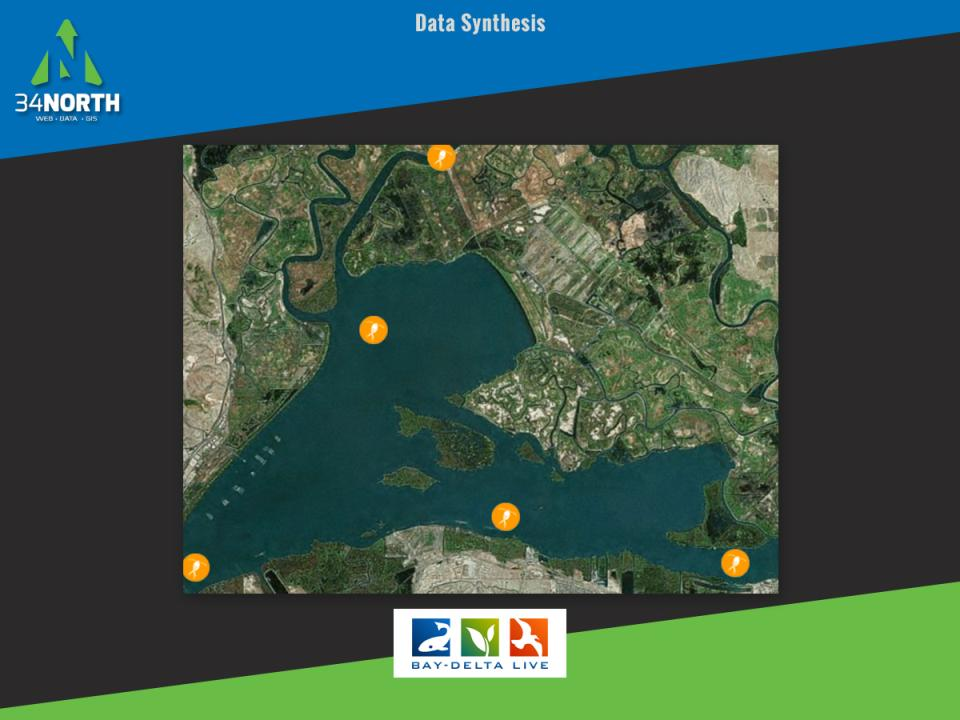 Data Synthesis
34NORTH
WEB • DATA • GIS
BAY-DELTA LIVE